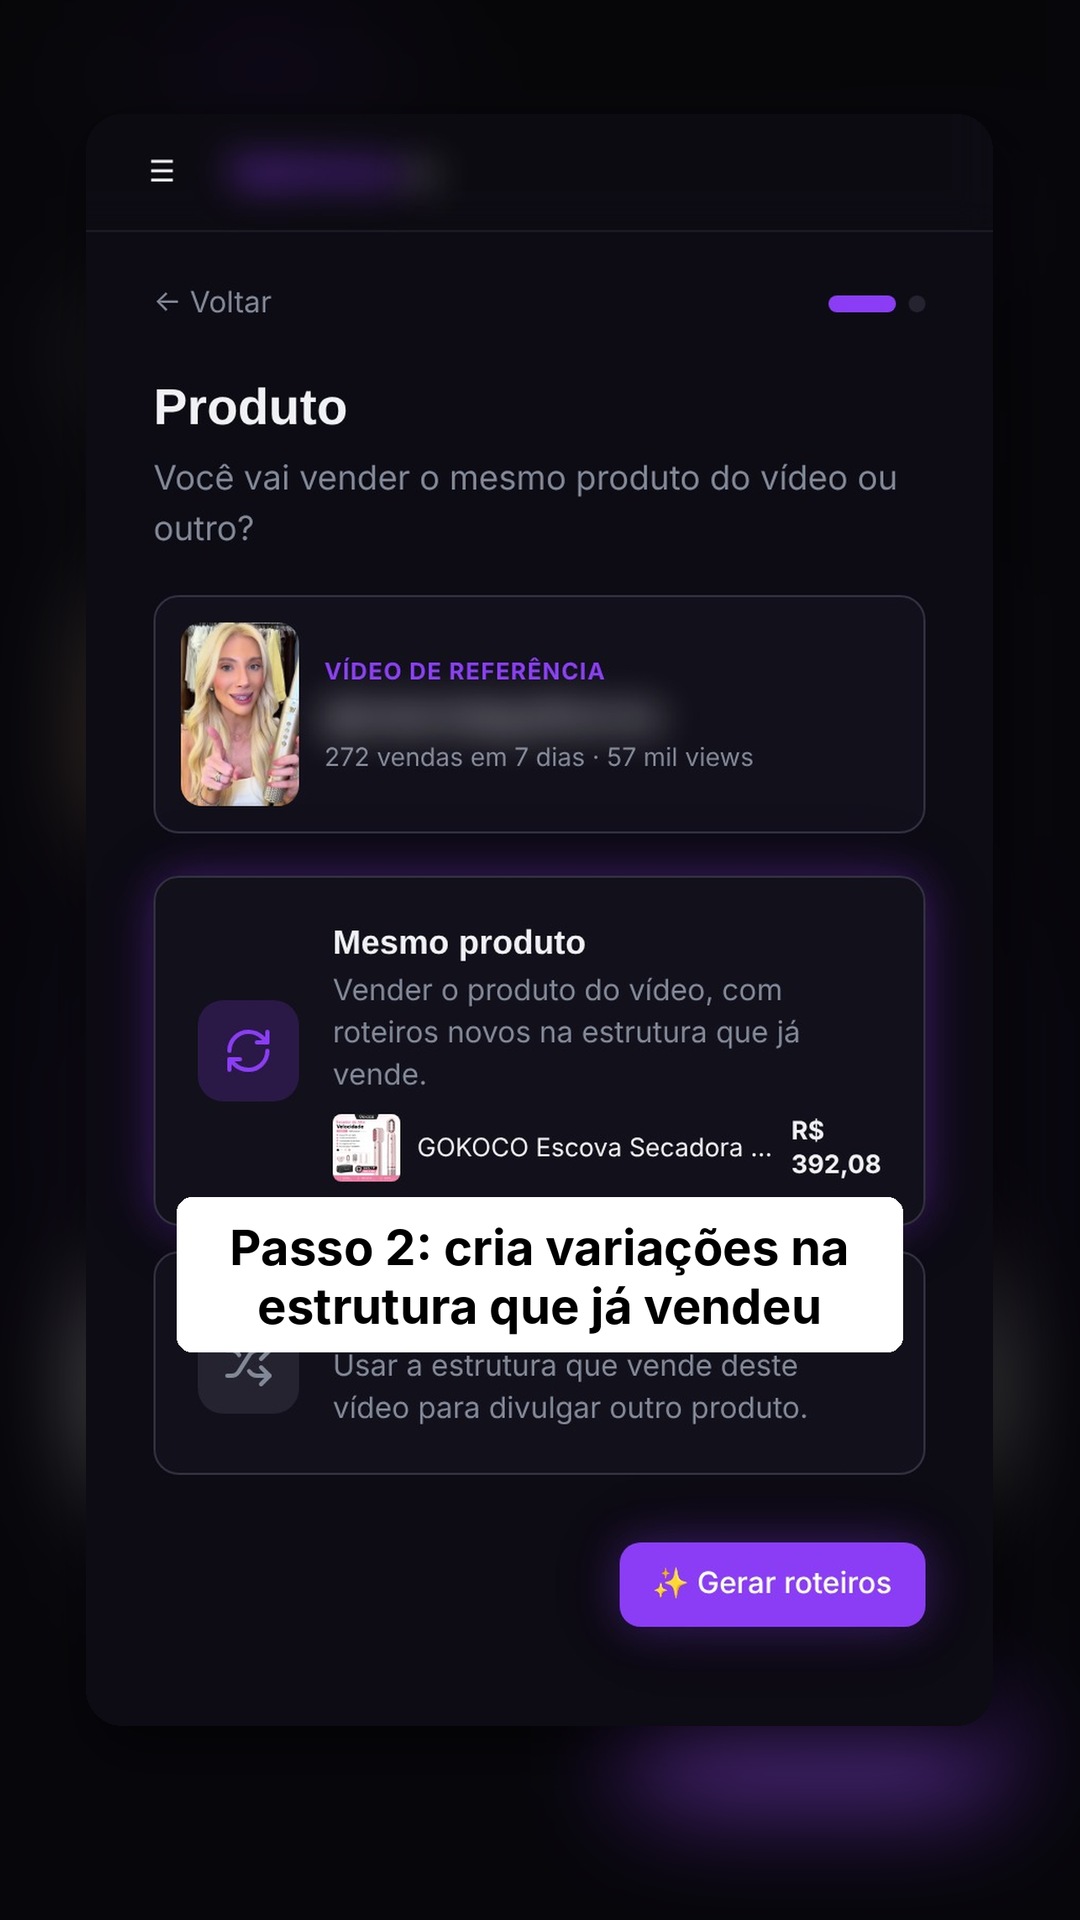 ← Voltar
Produto
Você vai vender o mesmo produto do vídeo ou
outro?
VÍDEO DE REFERÊNCIA
272 vendas em 7 dias · 57 mil views
Mesmo produto
Vender o produto do vídeo, com
roteiros novos na estrutura que já
vende.
Velocidade
GOKOCO Escova Secadora ...
R$
392,08
Passo 2: cria variações na
estrutura que já vendeu
Usar a estrutura que vende deste
vídeo para divulgar outro produto.
✨ Gerar roteiros